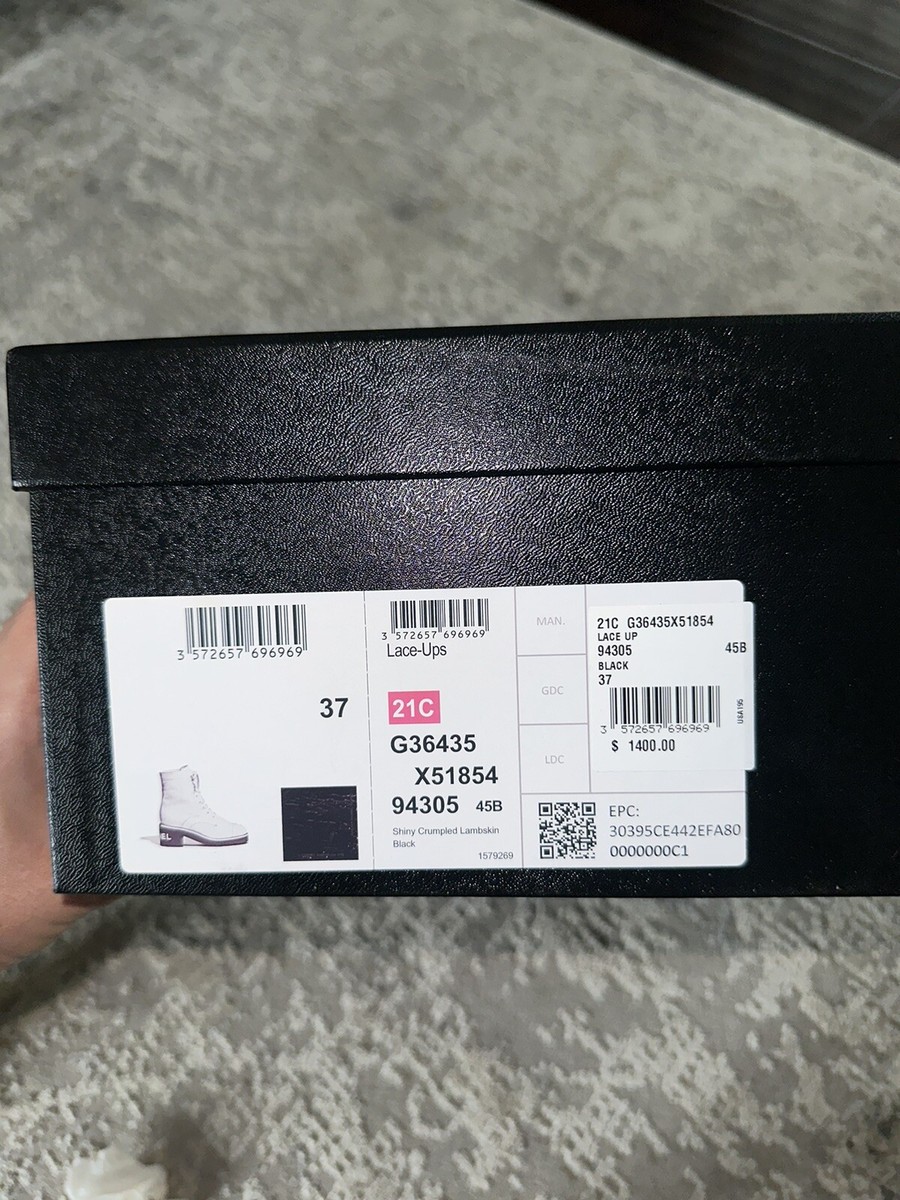 3 572657 696969
37
EL
3 572657 696969
Lace-Ups
21C
G36435
X51854
94305 45B
Shiny Crumpled Lambskin
Black
1579269
MAN.
GDC
LDC
21C G36435X51854
LACE UP
94305 45B
BLACK
37
3 572657 696969
USA195
$ 1400.00
EPC:
30395CE442EFA80
0000000C1